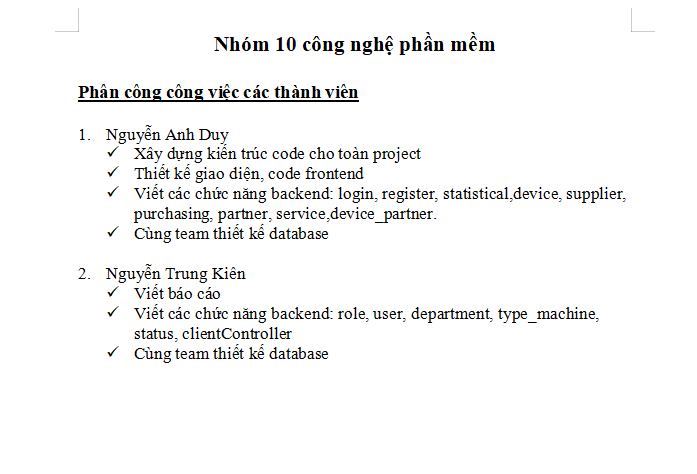 Nhóm 10 công nghệ phần mềm
Phân công công việc các thành viên
1. Nguyễn Anh Duy
✓ Xây dựng kiến trúc code cho toàn project
✓ Thiết kế giao diện, code frontend
✓ Viết các chức năng backend: login, register, statistical,device, supplier,
purchasing, partner, service,device_partner.
✓ Cùng team thiết kế database
2. Nguyễn Trung Kiên
✓ Viết báo cáo
✓ Viết các chức năng backend: role, user, department, type_machine,
status, clientController
✓ Cùng team thiết kế database